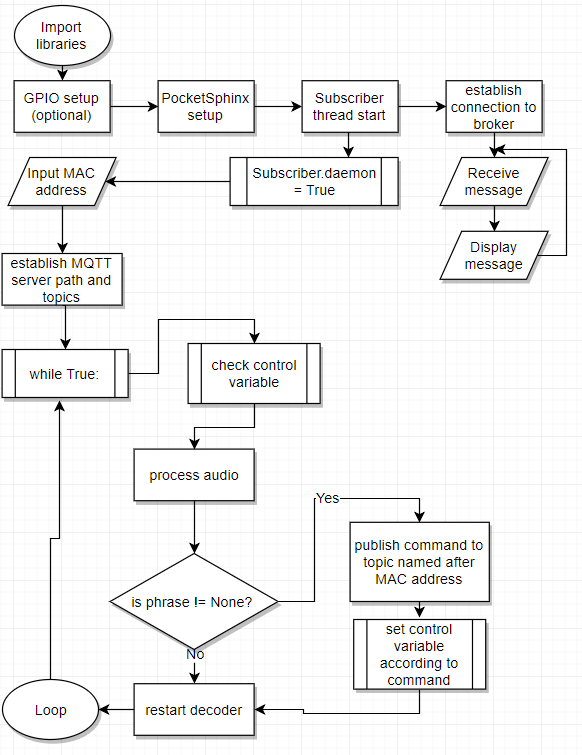 Import
libraries
GPIO setup
(optional)
PocketSphinx
setup
Subscriber
thread start
establish
connection to
broker
Input MAC
address
Subscriber.daemon
= True
Receive
message
Display
message
establish MQTT
server path and
topics
while True:
check control
variable
process audio
Yes
publish command to
topic named after
MAC address
is phrase != None?
set control
variable
according to
command
No
Loop
restart decoder